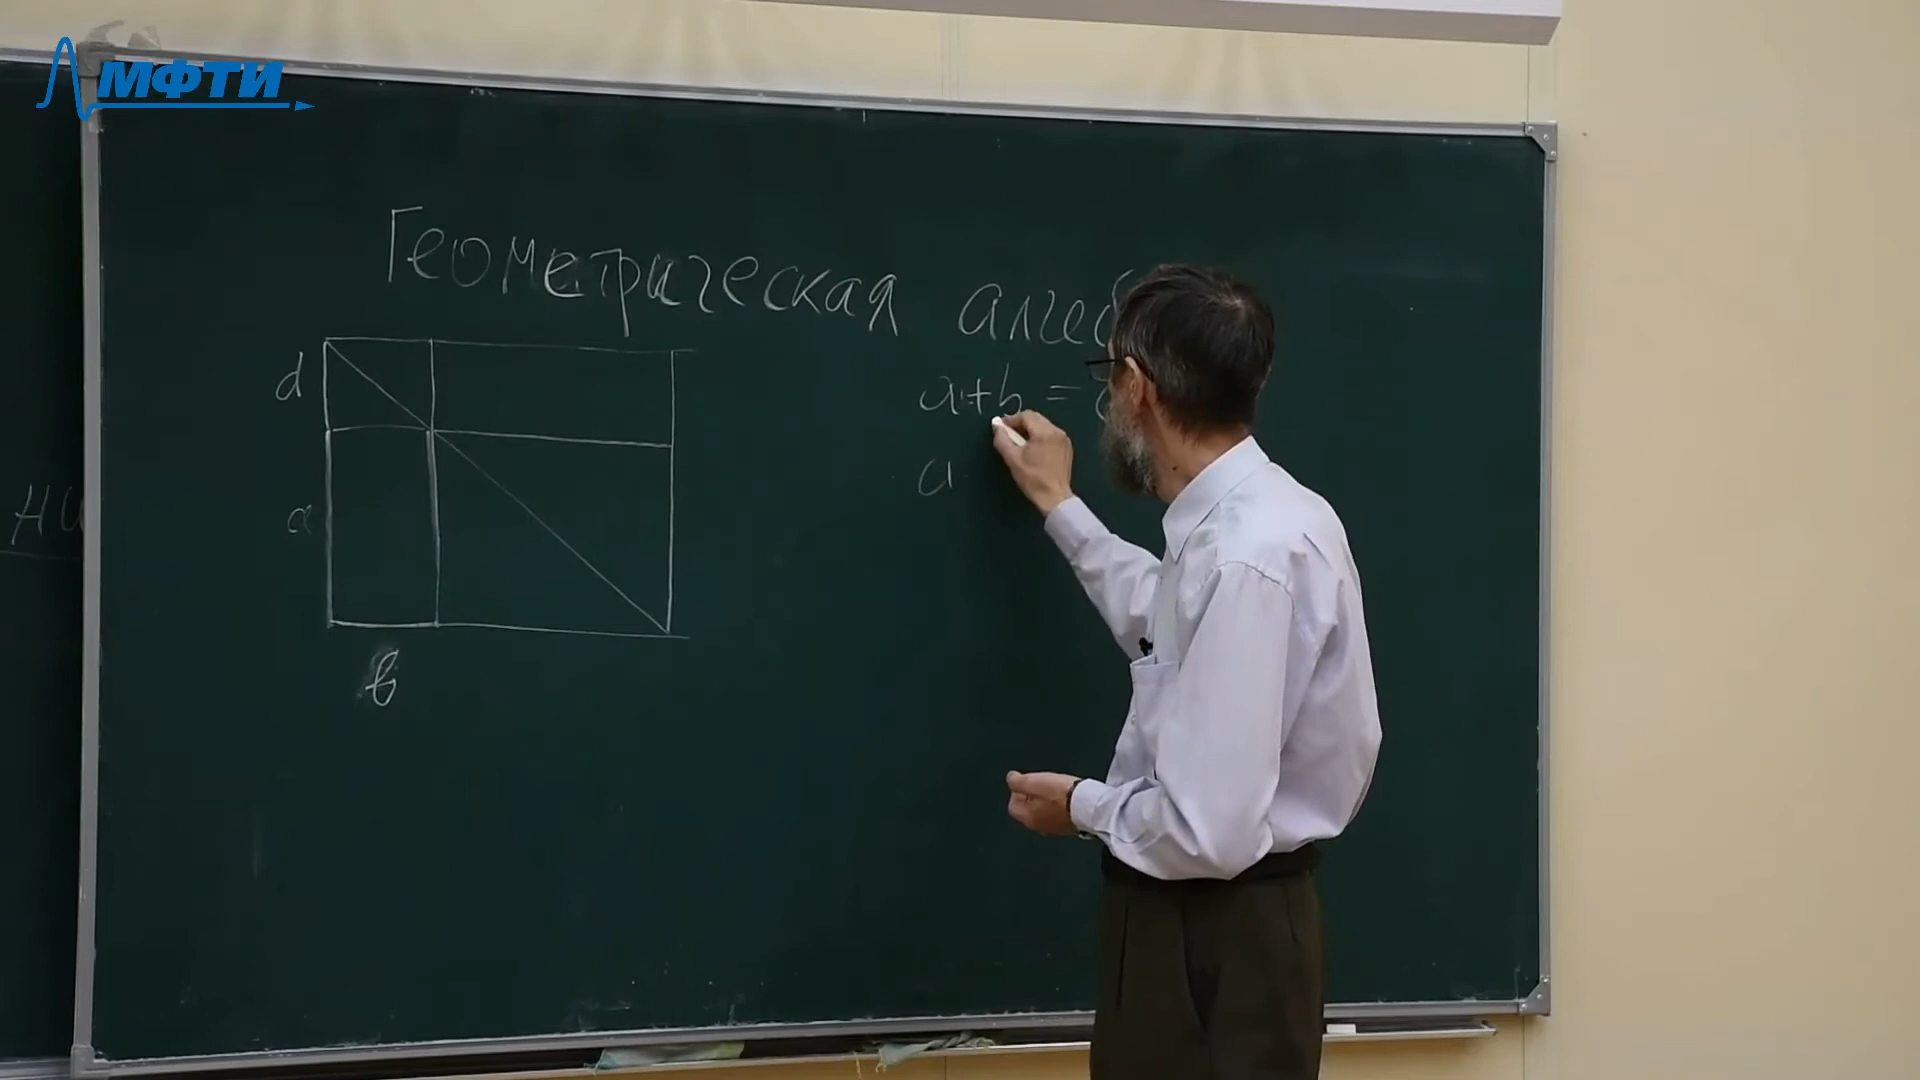 МФТИ
Геометрическая алгеб
d
a + b =
a
a
в